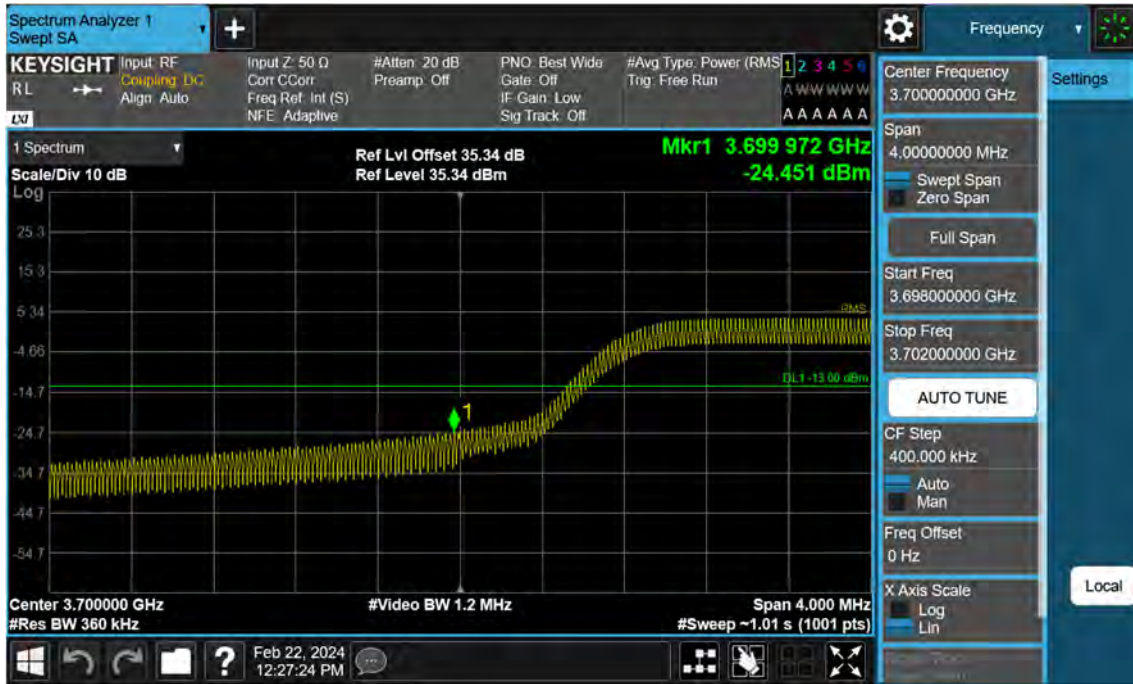 Spectrum Analyzer 1
Swept SA
+
Frequency
KEYSIGHT
RL
LXI
Input: RF
Coupling: DC
Align: Auto
Input Z: 50 Ω
Corr CCorr
Freq Ref: Int (S)
NFE: Adaptive
#Atten: 20 dB
Preamp: Off
PNO: Best Wide
Gate: Off
IF Gain: Low
Sig Track: Off
#Avg Type: Power (RMS
Trig: Free Run
1 2 3 4 5 6
A W W W W W
A A A A A A
1 Spectrum
Scale/Div 10 dB
Ref Lvl Offset 35.34 dB
Ref Level 35.34 dBm
Mkr1 3.699 972 GHz
-24.451 dBm
Log
25.3
15.3
5.34
-4.66
-14.7
-24.7
-34.7
-44.7
-54.7
RMS
DL1 -13.00 dBm
1
Center 3.700000 GHz
#Video BW 1.2 MHz
Span 4.000 MHz
#Res BW 360 kHz
#Sweep ~1.01 s (1001 pts)
?
Feb 22, 2024
12:27:24 PM
Center Frequency
3.700000000 GHz
Span
4.00000000 MHz
Swept Span
Zero Span
Full Span
Start Freq
3.698000000 GHz
Stop Freq
3.702000000 GHz
AUTO TUNE
CF Step
400.000 kHz
Auto
Man
Freq Offset
0 Hz
X Axis Scale
Log
Lin
Settings
Local